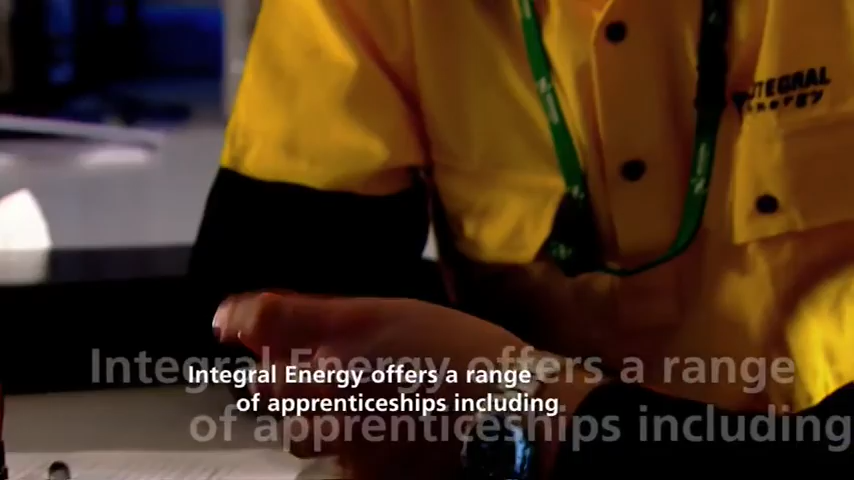 INTEGRAL
energy
Integral Energy offers a range
of apprenticeships including
Integral Energy offers a range
of apprenticeships including